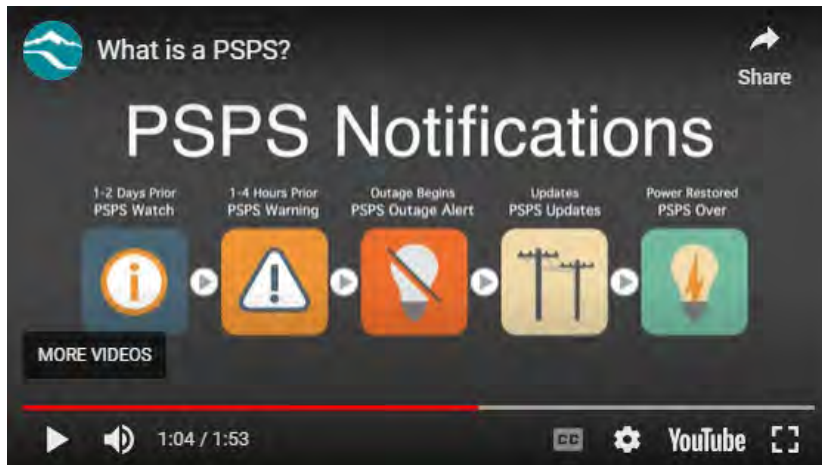 What is a PSPS?
Share
PSPS Notifications
1-2 Days Prior
PSPS Watch
1-4 Hours Prior
PSPS Warning
Outage Begins
PSPS Outage Alert
Updates
PSPS Updates
Power Restored
PSPS Over
i
!
MORE VIDEOS
1:04 / 1:53
CC
YouTube